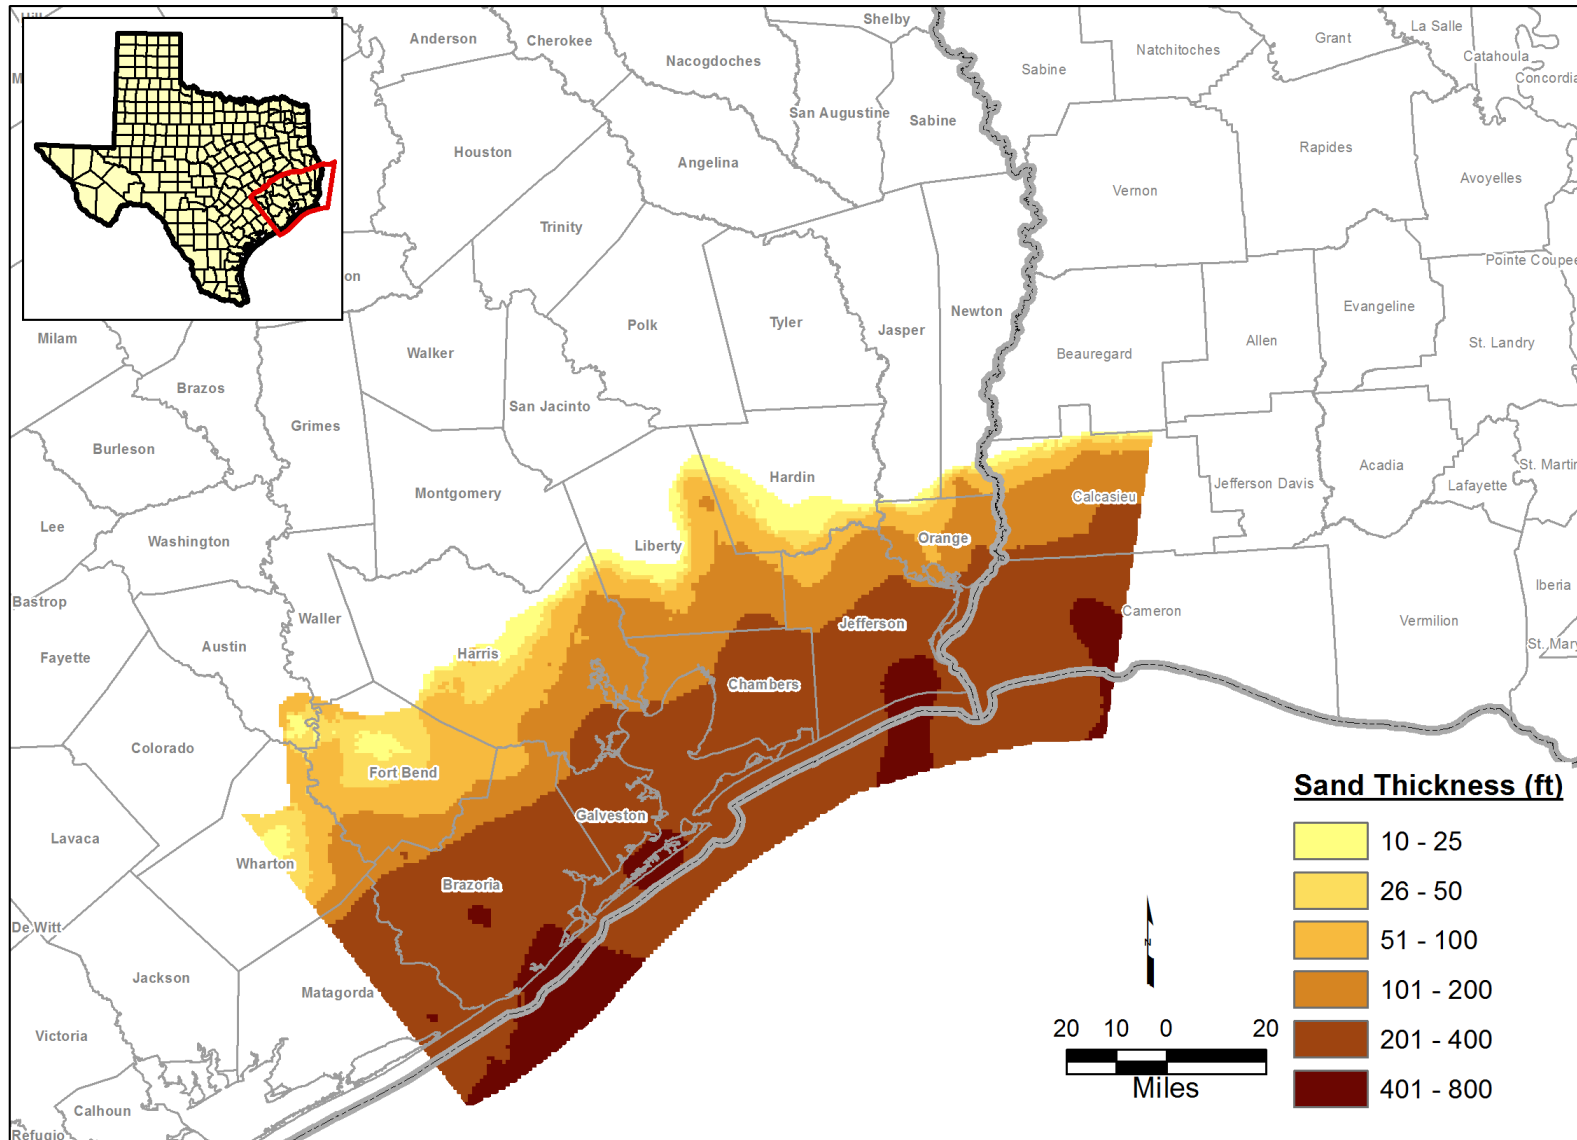 Shelby
Anderson
Cherokee
Nacogdoches
San Augustine
Sabine
Sabine
Natchitoches
Grant
La Salle
Catahoula
Concordia
Houston
Angelina
Trinity
Vernon
Rapides
Avoyelles
Pointe Coupee
on
Milam
Brazos
Walker
Polk
Tyler
Jasper
Newton
Beauregard
Allen
Evangeline
St. Landry
Burleson
Grimes
San Jacinto
Montgomery
Hardin
Calcasieu
Jefferson Davis
Acadia
Lafayette
St. Martin
Lee
Washington
Liberty
Orange
Bastrop
Waller
Austin
Fayette
Harris
Jefferson
Cameron
Vermilion
Iberia
St. Mary
Chambers
Colorado
Fort Bend
Galveston
Lavaca
Wharton
Brazoria
De Witt
Jackson
Matagorda
Victoria
Calhoun
Refugio
Sand Thickness (ft)
10 - 25
26 - 50
51 - 100
101 - 200
201 - 400
401 - 800
N
20 10 0 20
Miles